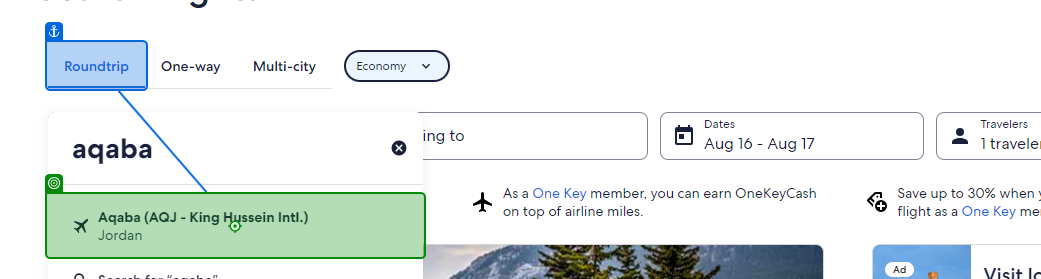 Roundtrip
One-way
Multi-city
Economy
aqaba
ing to
Dates
Aug 16 - Aug 17
Travelers
1 travele
Aqaba (AQJ - King Hussein Intl.)
Jordan
As a One Key member, you can earn OneKeyCash
on top of airline miles.
Save up to 30% when y
flight as a One Key me
Search for "aqaba"
Ad
Visit Jo